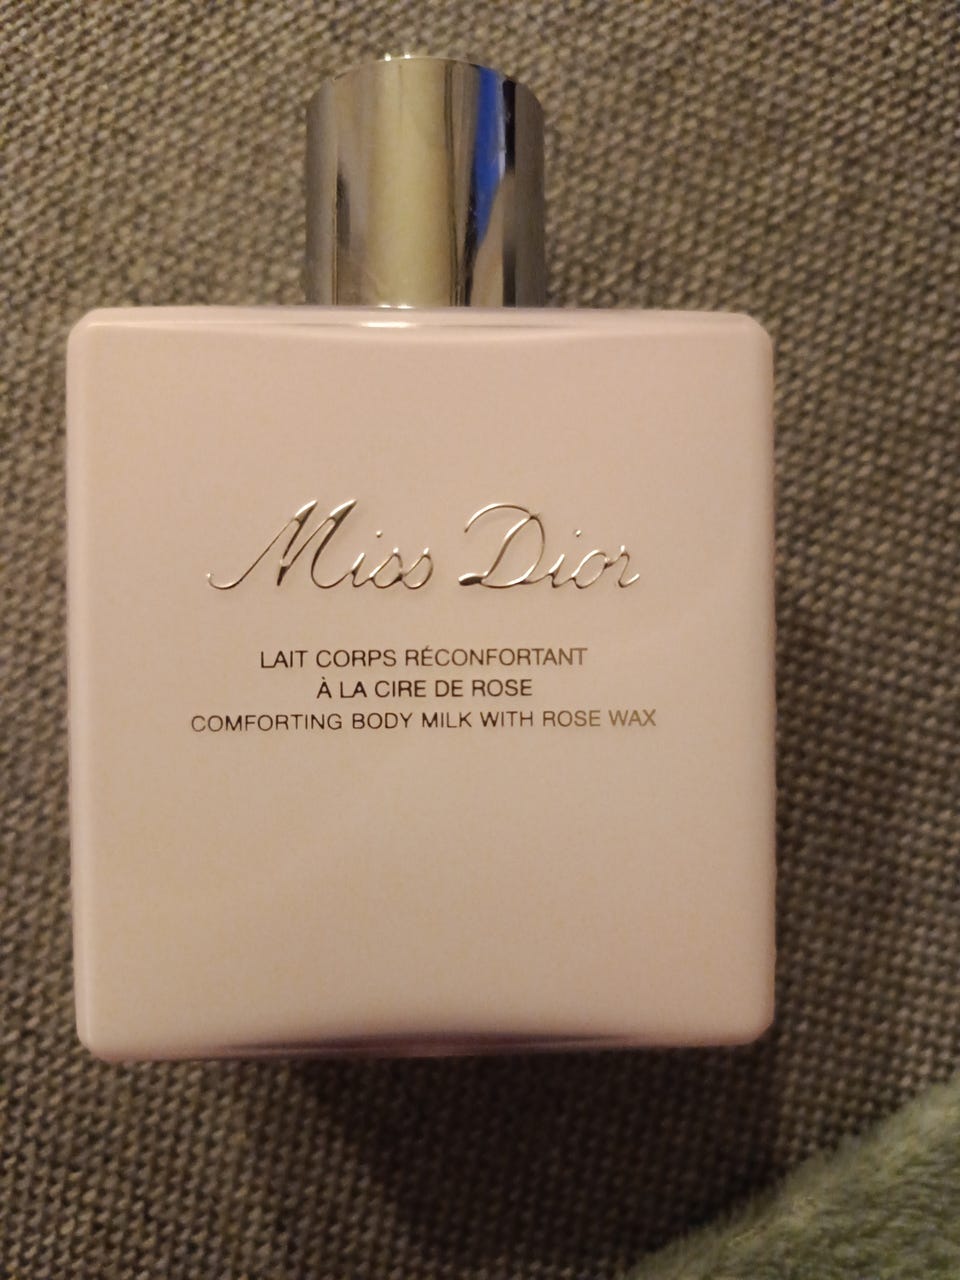 Miss Dior
LAIT CORPS RÉCONFORTANT
À LA CIRE DE ROSE
COMFORTING BODY MILK WITH ROSE WAX